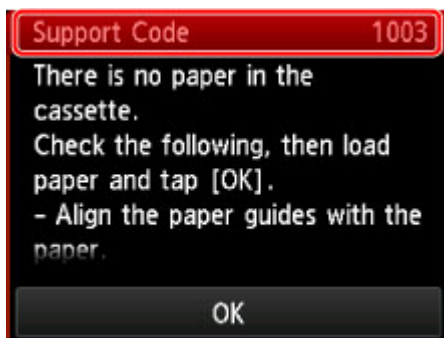 Support Code 1003
There is no paper in the
cassette.
Check the following, then load
paper and tap [OK].
– Align the paper guides with the
paper.
OK